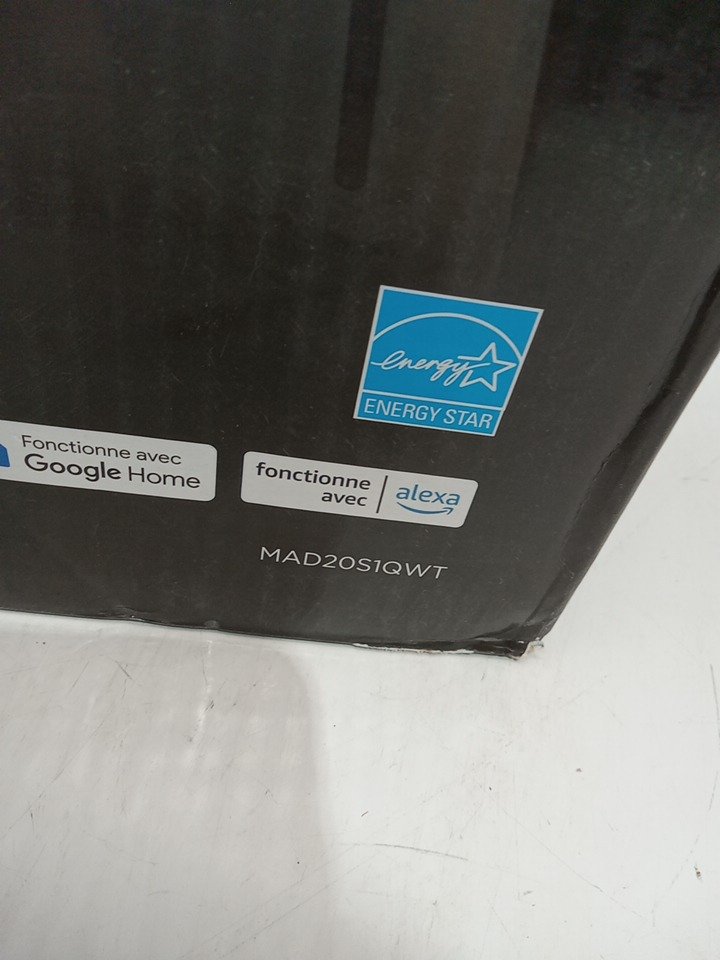 energy
ENERGY STAR
Fonctionne avec
Google Home
fonctionne
avec
alexa
MAD20S1QWT